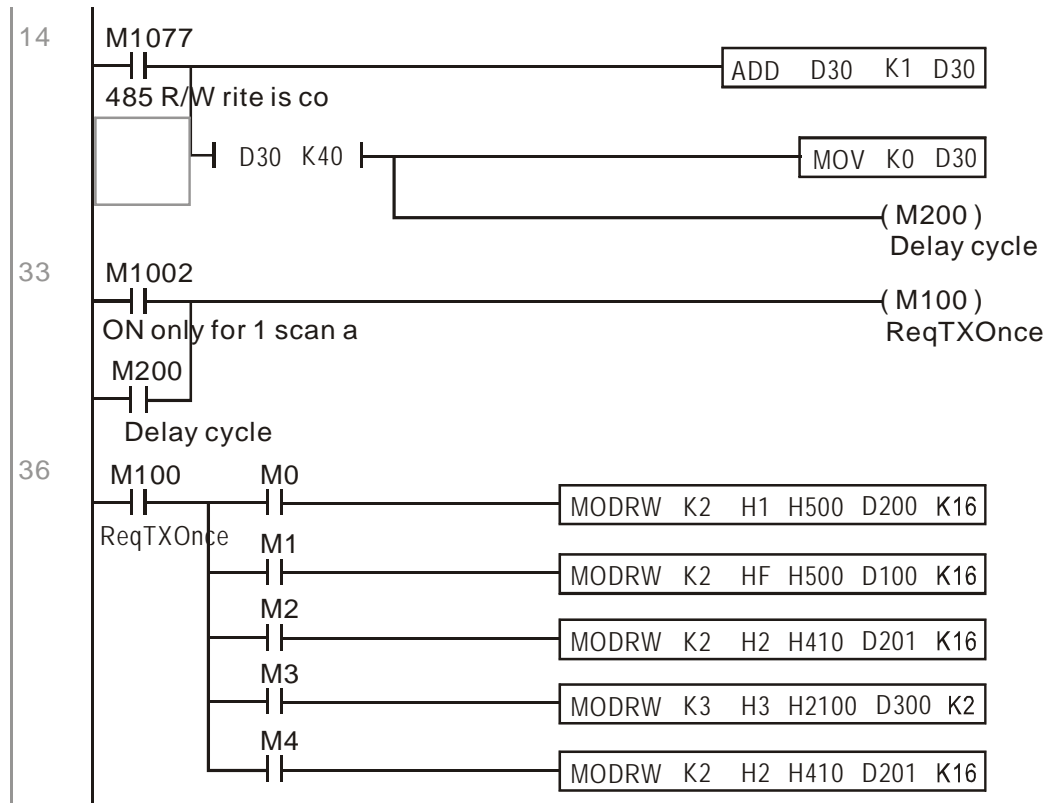 14
M1077
ADD D30 K1 D30
485 R/W rite is co
D30 K40
MOV K0 D30
( M200 )
Delay cycle
33
M1002
( M100 )
ON only for 1 scan a
ReqTXOnce
M200
Delay cycle
36
M100
M0
MODRW K2 H1 H500 D200 K16
ReqTXOnce
M1
MODRW K2 HF H500 D100 K16
M2
MODRW K2 H2 H410 D201 K16
M3
MODRW K3 H3 H2100 D300 K2
M4
MODRW K2 H2 H410 D201 K16